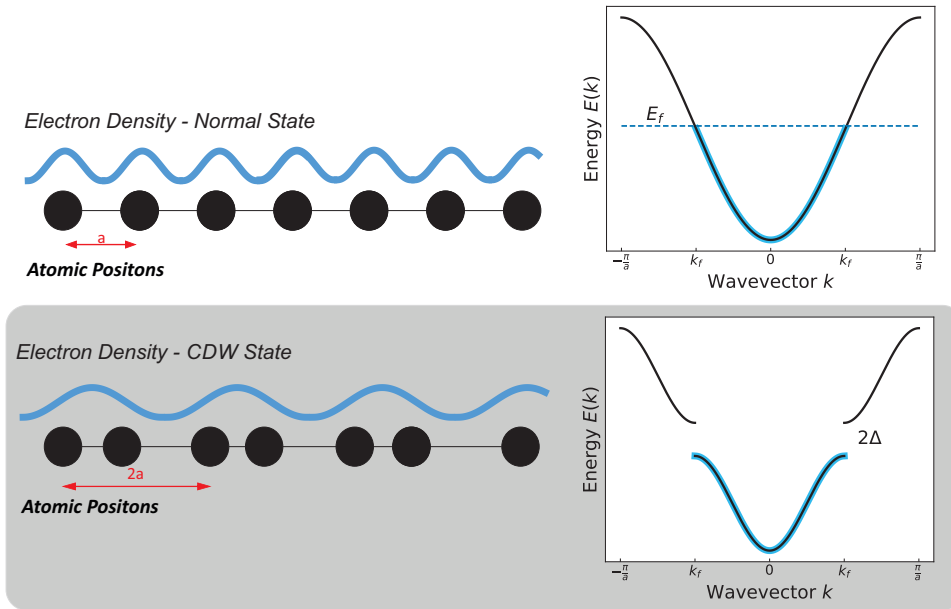 Electron Density - Normal State
a
Atomic Positons
Energy E(k)
E_f
-π/a
k_f
0
k_f
π/a
Wavevector k
Electron Density - CDW State
2a
Atomic Positons
Energy E(k)
2Δ
-π/a
k_f
0
k_f
π/a
Wavevector k